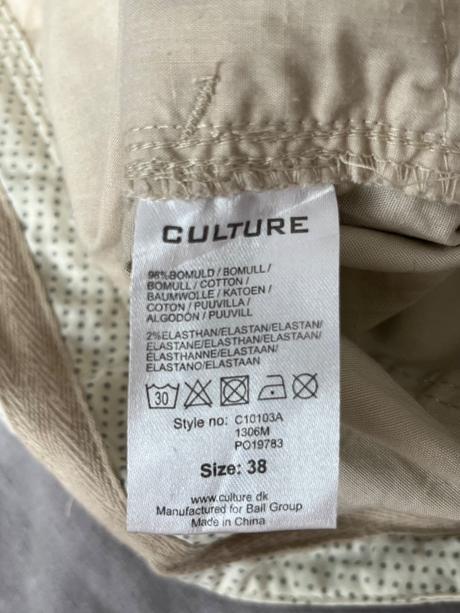 CULTURE
98%BOMULD / BOMULL /
BOMULL / COTTON /
BAUMWOLLE / KATOEN /
COTON / PUUVILLA /
ALGODÓN / PUUVILL
2%ELASTHAN/ELASTAN/ELASTAN/
ELASTANE/ELASTHAN/ELASTAAN/
ÉLASTHANNE/ELASTAAN/
ELASTANO/ELASTAAN
30
Style no: C10103A
1306M
PO19783
Size: 38
www.culture.dk
Manufactured for Bail Group
Made in China